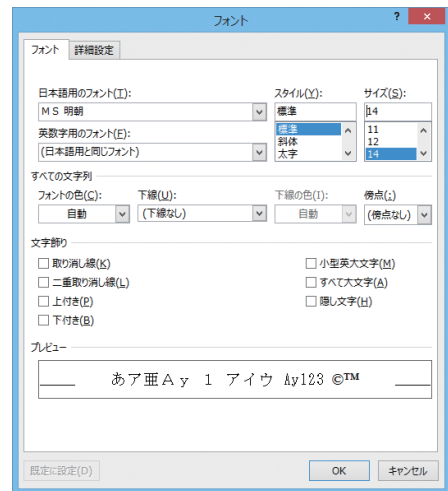 フォント ? ×
フォント 詳細設定
日本語用のフォント(T): スタイル(Y): サイズ(S):
ＭＳ 明朝 標準 14
英数字用のフォント(F): 標準 11
(日本語用と同じフォント) 斜体 12
太字 14
すべての文字列
フォントの色(C): 下線(U): 下線の色(I): 傍点(:)
自動 (下線なし) 自動 (傍点なし)
文字飾り
取り消し線(K) 小型英大文字(M)
二重取り消し線(L) すべて大文字(A)
上付き(P) 隠し文字(H)
下付き(B)
プレビュー
あア亜Ａｙ　１　アイウ Ay123 ©™
既定に設定(D) OK キャンセル